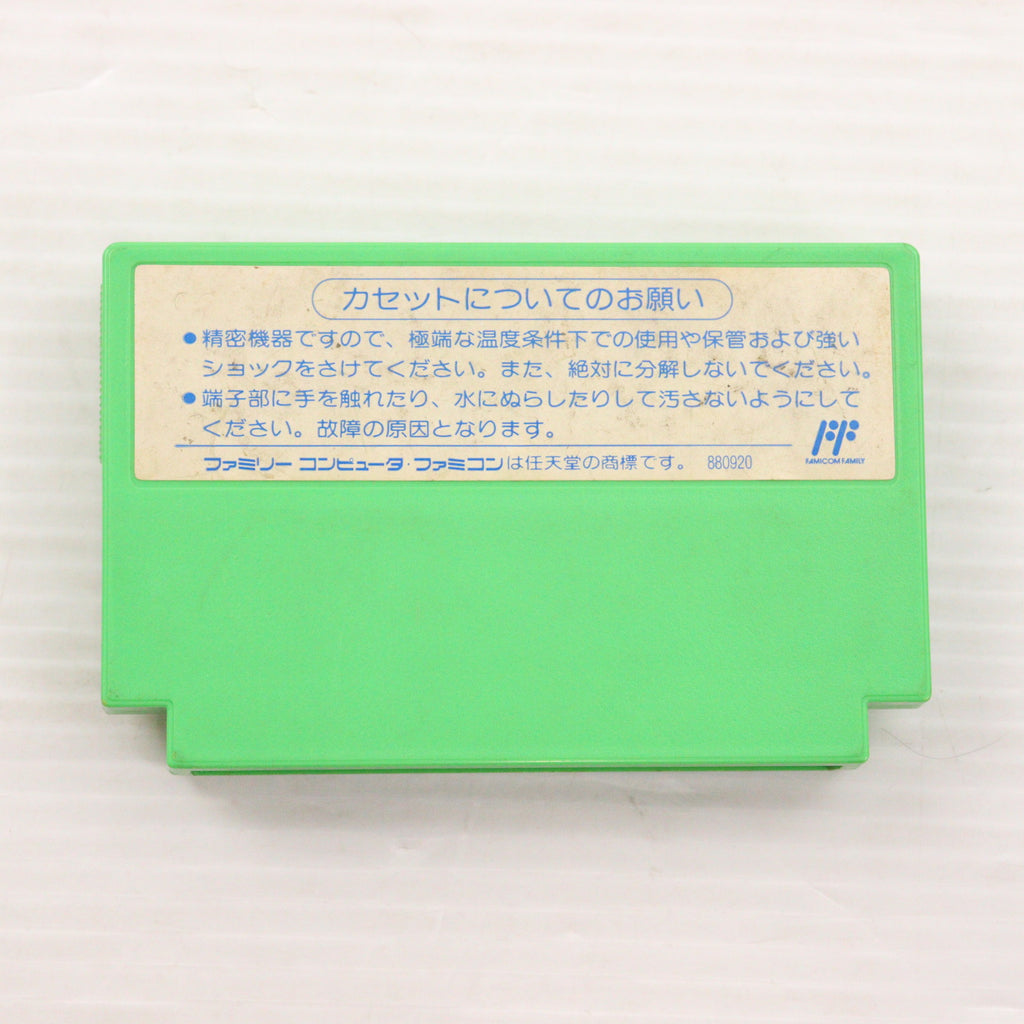 カセットについてのお願い
●精密機器ですので、極端な温度条件下での使用や保管および強い
ショックをさけてください。また、絶対に分解しないでください。
●端子部に手を触れたり、水にぬらしたりして汚さないようにして
ください。故障の原因となります。
ファミリーコンピュータ・ファミコンは任天堂の商標です。 880920
FAMICOM FAMILY